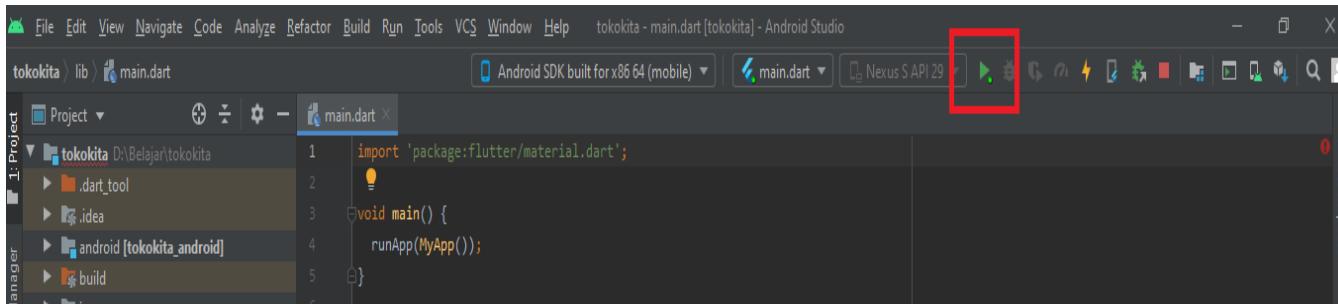 File Edit View Navigate Code Analyze Refactor Build Run Tools VCS Window Help tokokita - main.dart [tokokita] - Android Studio
tokokita lib main.dart Android SDK built for x86 64 (mobile) main.dart Nexus S API 29
1: Project
Project main.dart
tokokita D:\Belajar\tokokita
.dart_tool
.idea
android [tokokita_android]
build
1 import 'package:flutter/material.dart';
2
3 void main() {
4 runApp(MyApp());
5 }